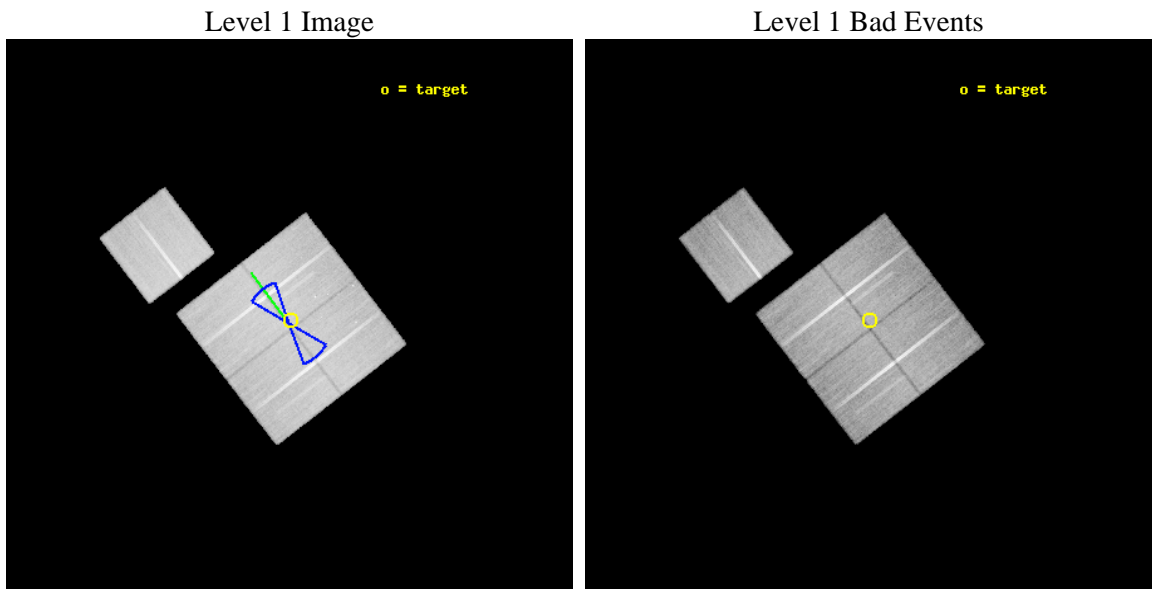 Level 1 Image
Level 1 Bad Events
o = target
o = target